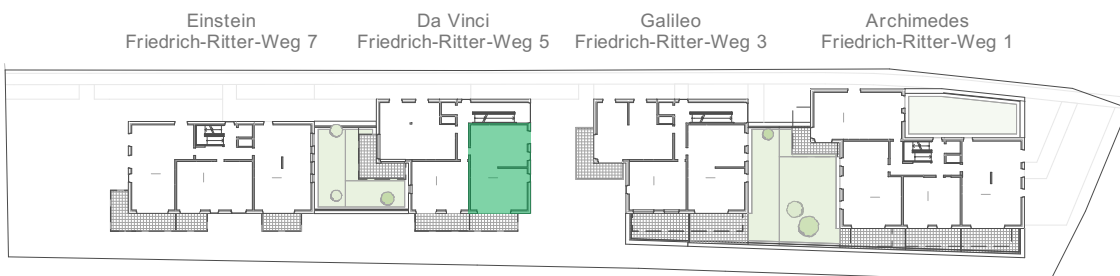 Einstein
Friedrich-Ritter-Weg 7
Da Vinci
Friedrich-Ritter-Weg 5
Galileo
Friedrich-Ritter-Weg 3
Archimedes
Friedrich-Ritter-Weg 1